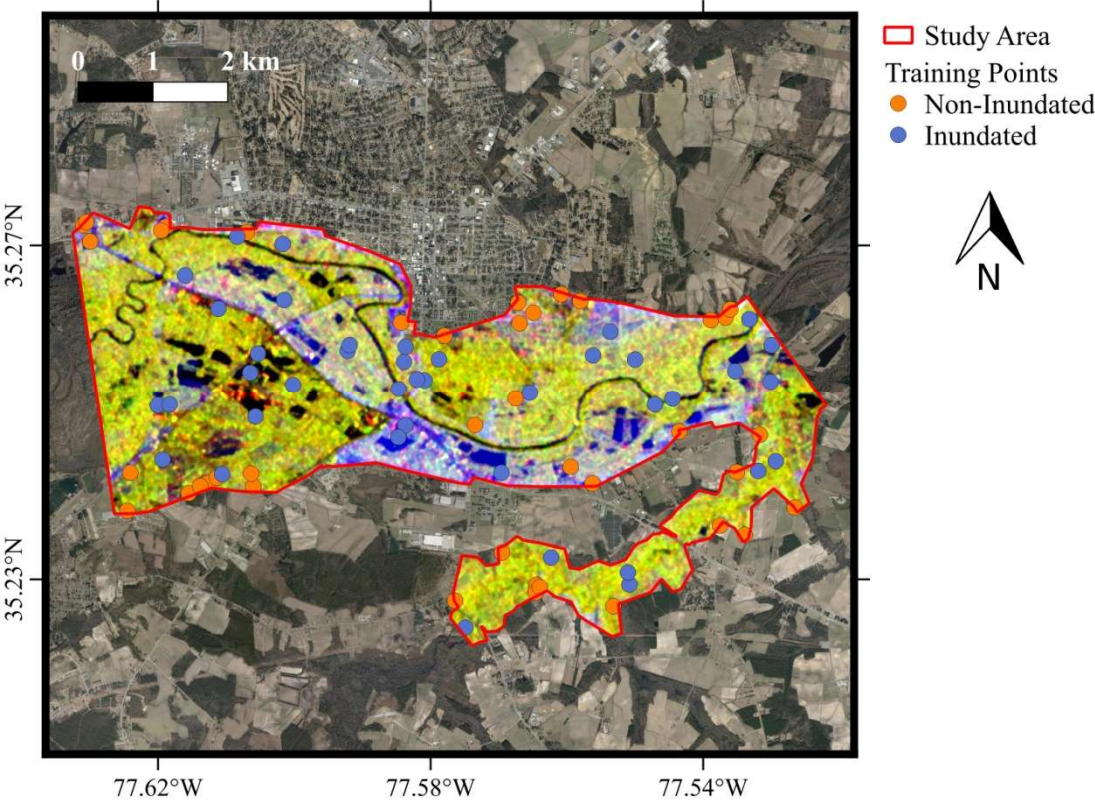 0 1 2 km
Study Area
Training Points
Non-Inundated
Inundated
N
35.27°N
35.23°N
77.62°W 77.58°W 77.54°W